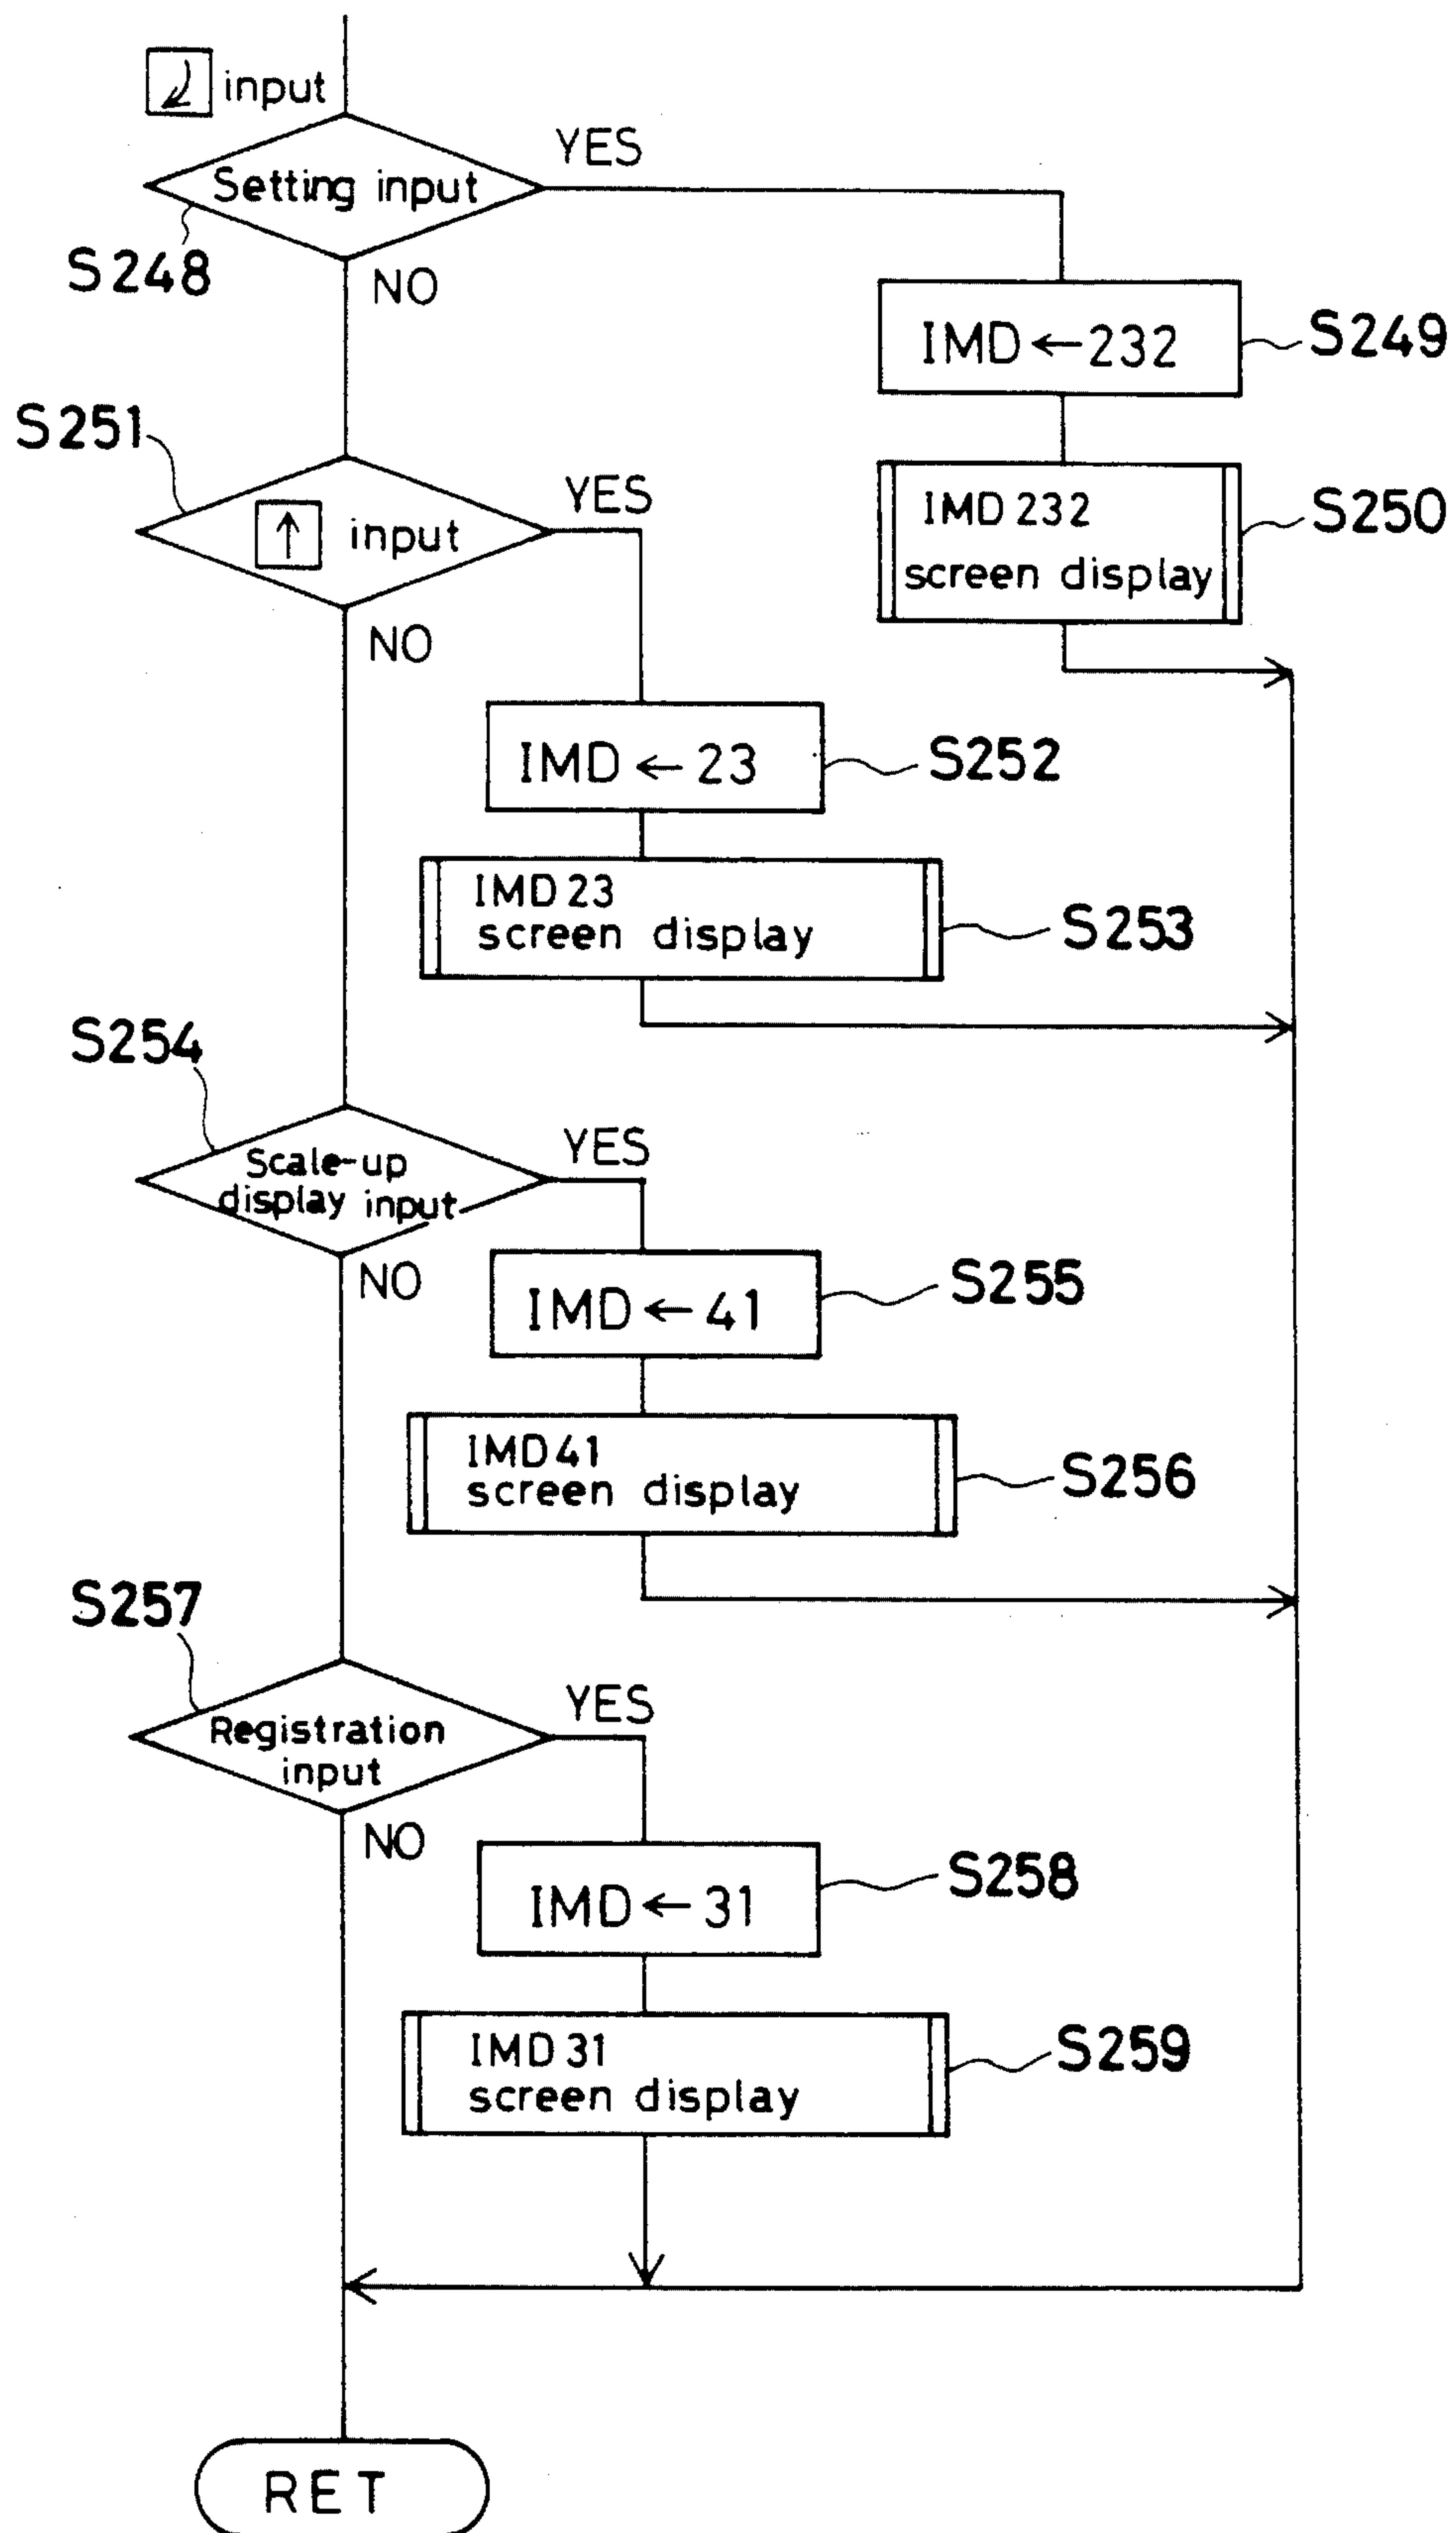 ↙ input
YES
Setting input
S248
NO
IMD ← 232
S249
S251
YES
↑ input
IMD 232
screen display
S250
NO
IMD ← 23
S252
IMD 23
screen display
S253
S254
YES
Scale-up
display input
NO
IMD ← 41
S255
IMD 41
screen display
S256
S257
YES
Registration
input
NO
IMD ← 31
S258
IMD 31
screen display
S259
RET